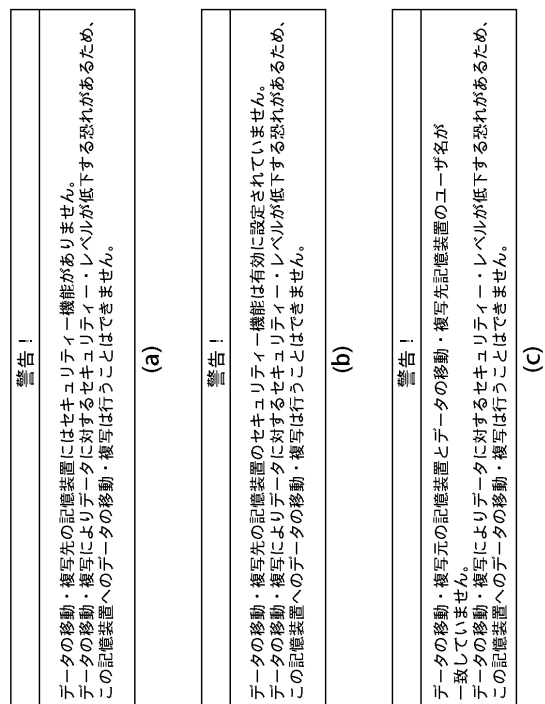 警告！
データの移動・複写先の記憶装置にはセキュリティー機能がありません。
データの移動・複写によりデータに対するセキュリティー・レベルが低下する恐れがあるため、
この記憶装置へのデータの移動・複写は行うことはできません。
(a)
警告！
データの移動・複写先の記憶装置のセキュリティー機能は有効に設定されていません。
データの移動・複写によりデータに対するセキュリティー・レベルが低下する恐れがあるため、
この記憶装置へのデータの移動・複写は行うことはできません。
(b)
警告！
データの移動・複写元の記憶装置とデータの移動・複写先記憶装置のユーザ名が
一致していません。
データの移動・複写によりデータに対するセキュリティー・レベルが低下する恐れがあるため、
この記憶装置へのデータの移動・複写は行うことはできません。
(c)